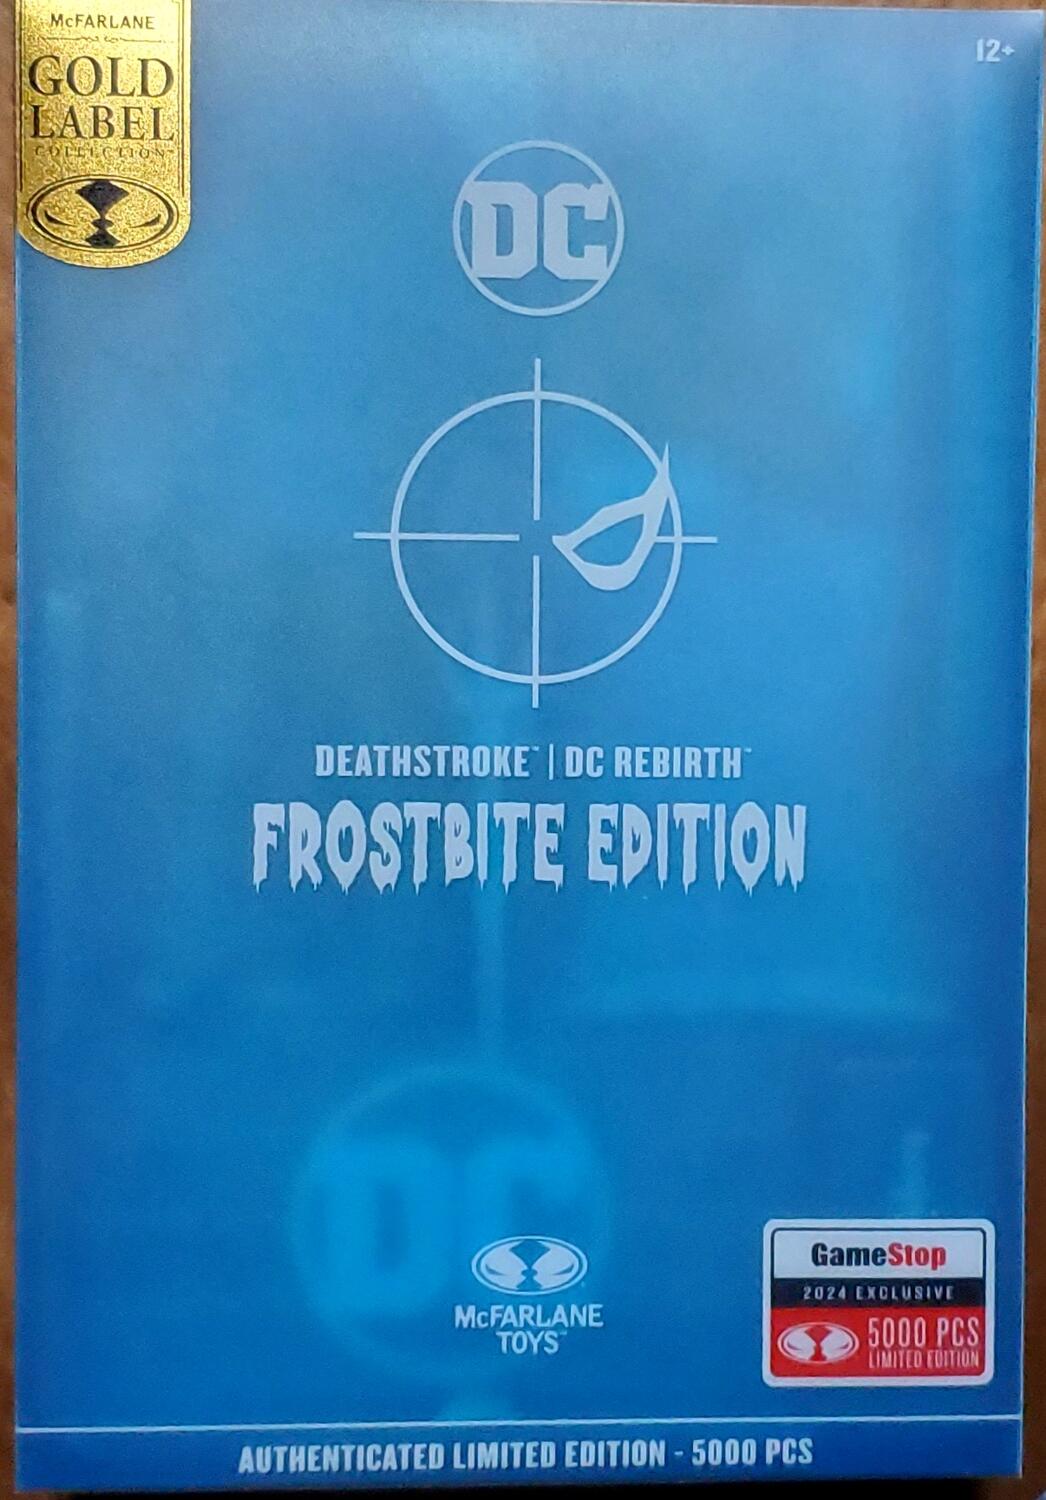 McFARLANE
GOLD
LABEL
COLLECTION
12+
DC
DEATHSTROKE™ | DC REBIRTH™
FROSTBITE EDITION
DC
McFARLANE
TOYS™
GameStop
2024 EXCLUSIVE
5000 PCS
LIMITED EDITION
AUTHENTICATED LIMITED EDITION - 5000 PCS